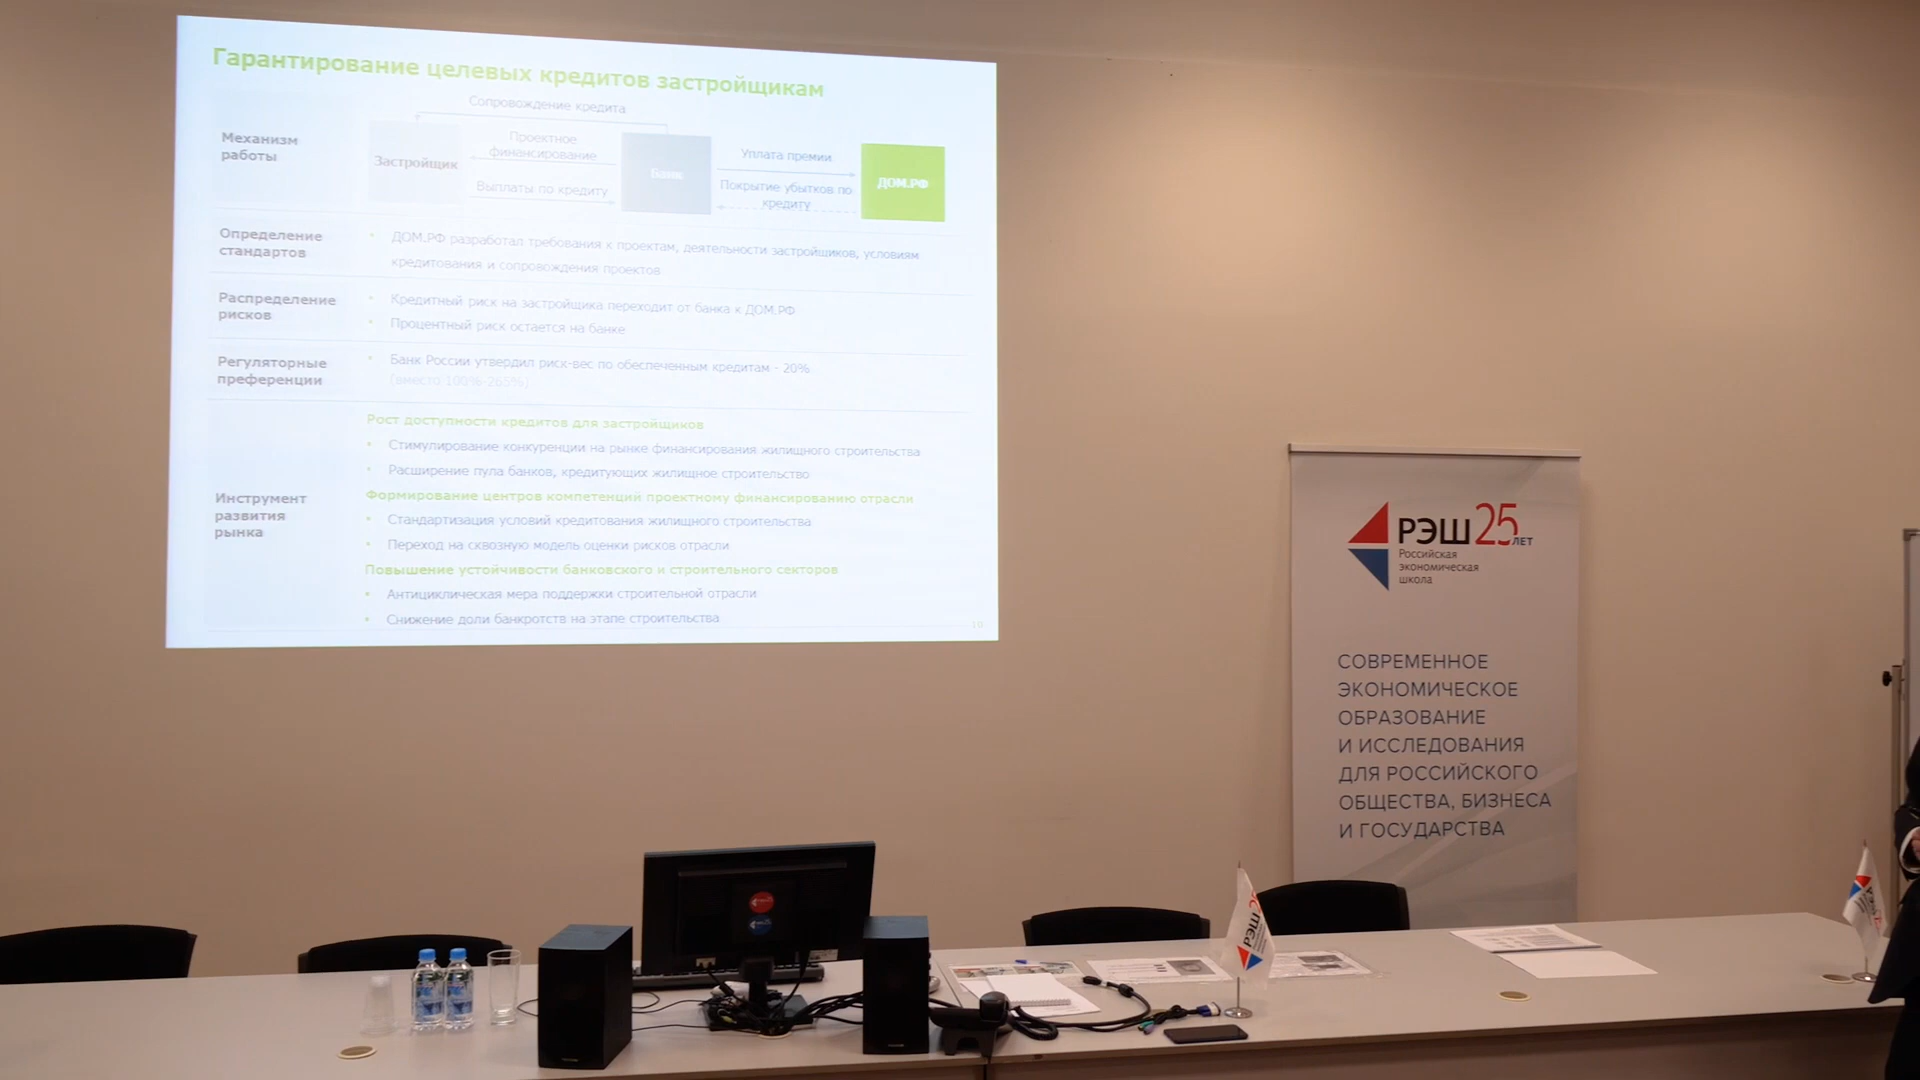 Гарантирование целевых кредитов застройщикам
Сопровождение кредита
Механизм
работы
Застройщик
Проектное
финансирование
Выплаты по кредиту
Банк
Уплата премии
Покрытие убытков по
кредиту
ДОМ.РФ
Определение
стандартов
• ДОМ.РФ разработал требования к проектам, деятельности застройщиков, условиям
кредитования и сопровождения проектов
Распределение
рисков
• Кредитный риск на застройщика переходит от банка к ДОМ.РФ
• Процентный риск остается на банке
Регуляторные
преференции
• Банк России утвердил риск-вес по обеспеченным кредитам - 20%
(вместо 100%-265%)
Инструмент
развития
рынка
Рост доступности кредитов для застройщиков
• Стимулирование конкуренции на рынке финансирования жилищного строительства
• Расширение пула банков, кредитующих жилищное строительство
Формирование центров компетенций проектному финансированию отрасли
• Стандартизация условий кредитования жилищного строительства
• Переход на сквозную модель оценки рисков отрасли
Повышение устойчивости банковского и строительного секторов
• Антициклическая мера поддержки строительной отрасли
• Снижение доли банкротств на этапе строительства
10
РЭШ 25 ЛЕТ
Российская
экономическая
школа
СОВРЕМЕННОЕ
ЭКОНОМИЧЕСКОЕ
ОБРАЗОВАНИЕ
И ИССЛЕДОВАНИЯ
ДЛЯ РОССИЙСКОГО
ОБЩЕСТВА, БИЗНЕСА
И ГОСУДАРСТВА
РЭШ